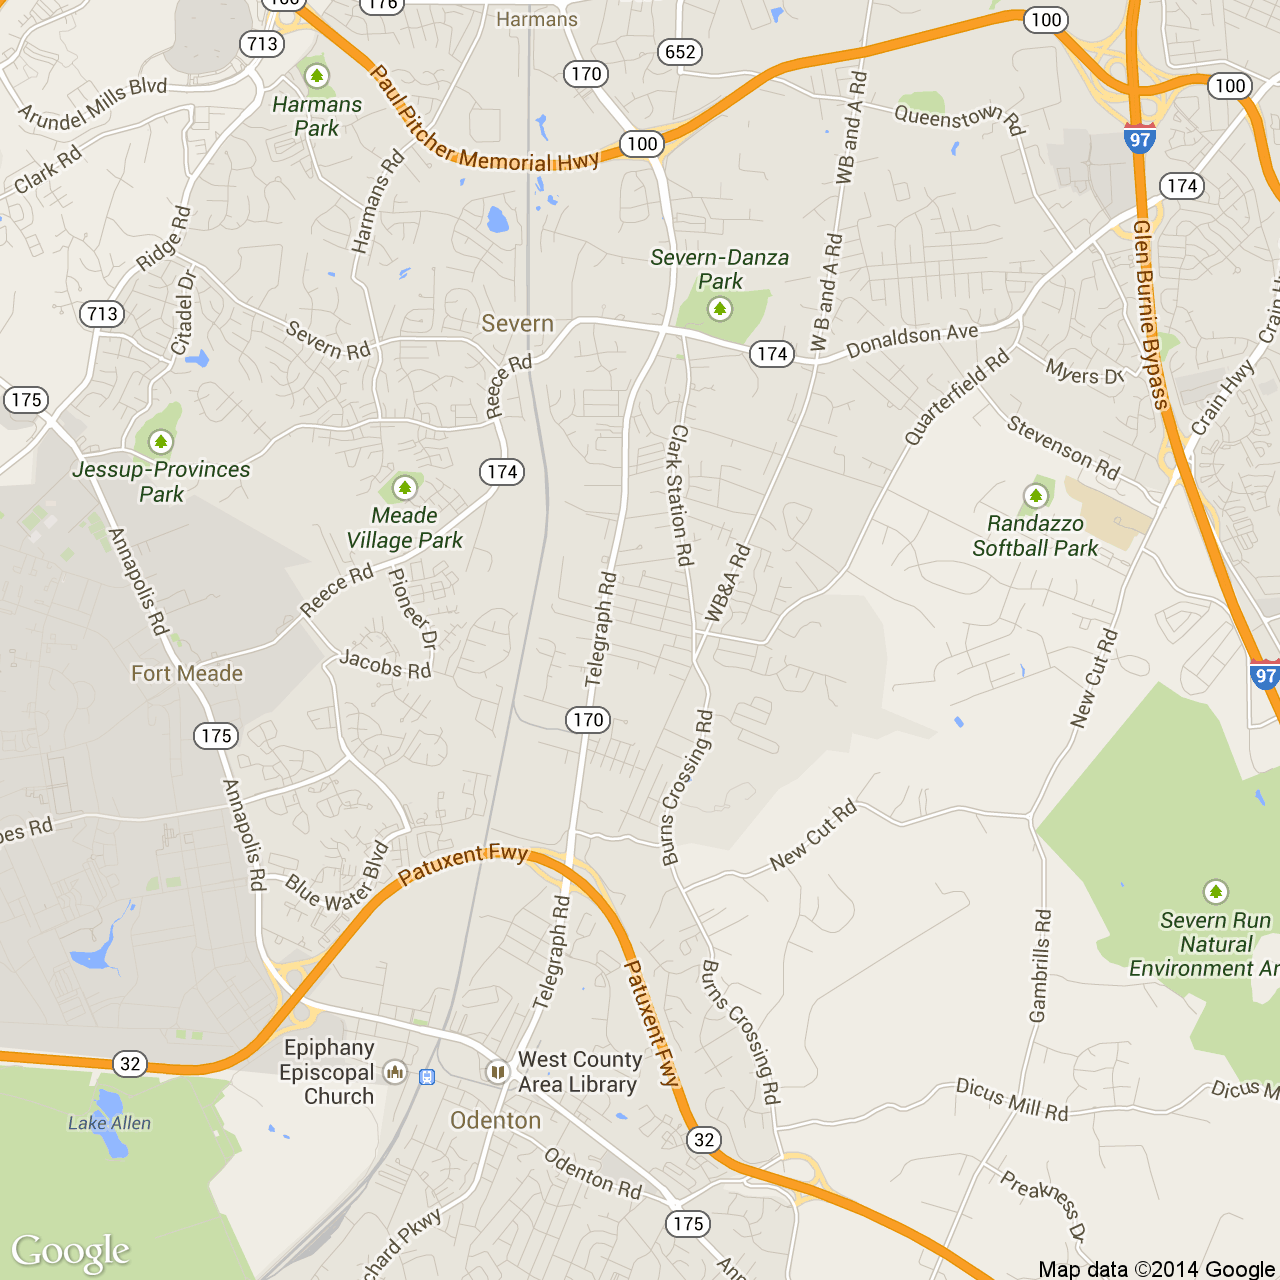 100
176
Harmans
713
652
100
170
100
Arundel Mills Blvd
Harmans
Park
Paul Pitcher Memorial Hwy
WB and A Rd
Queenstown Rd
97
100
Clark Rd
174
Harmans Rd
Ridge Rd
Severn-Danza
Park
W B and A Rd
Glen Burnie Bypass
713
Citadel Dr
Severn Rd
Severn
Reece Rd
174
Donaldson Ave
Quarterfield Rd
Myers Dr
Crain Hwy
175
Jessup-Provinces
Park
174
Clark Station Rd
Stevenson Rd
Meade
Village Park
Randazzo
Softball Park
Annapolis Rd
Reece Rd
Pioneer Dr
Telegraph Rd
WB&A Rd
Jacobs Rd
Fort Meade
New Cut Rd
97
175
170
Burns Crossing Rd
Annapolis Rd
Patuxent Fwy
New Cut Rd
Blue Water Blvd
Telegraph Rd
Severn Run
Natural
Environment Ar
Patuxent Fwy
Burns Crossing Rd
Gambrills Rd
32
Epiphany
Episcopal
Church
West County
Area Library
Lake Allen
Odenton
Dicus Mill Rd
Dicus M
32
Odenton Rd
Preakness Dr
175
chard Pkwy
Google
Map data ©2014 Google